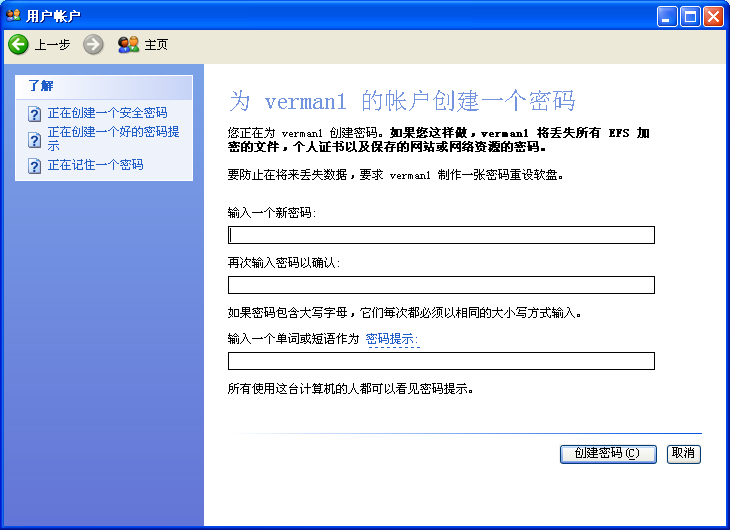 用户帐户
上一步 主页
了解
正在创建一个安全密码
正在创建一个好的密码提
示
正在记住一个密码
为 verman1 的帐户创建一个密码
您正在为 verman1 创建密码。如果您这样做，verman1 将丢失所有 EFS 加
密的文件，个人证书以及保存的网站或网络资源的密码。
要防止在将来丢失数据，要求 verman1 制作一张密码重设软盘。
输入一个新密码:
再次输入密码以确认:
如果密码包含大写字母，它们每次都必须以相同的大小写方式输入。
输入一个单词或短语作为 密码提示:
所有使用这台计算机的人都可以看见密码提示。
创建密码(C) 取消